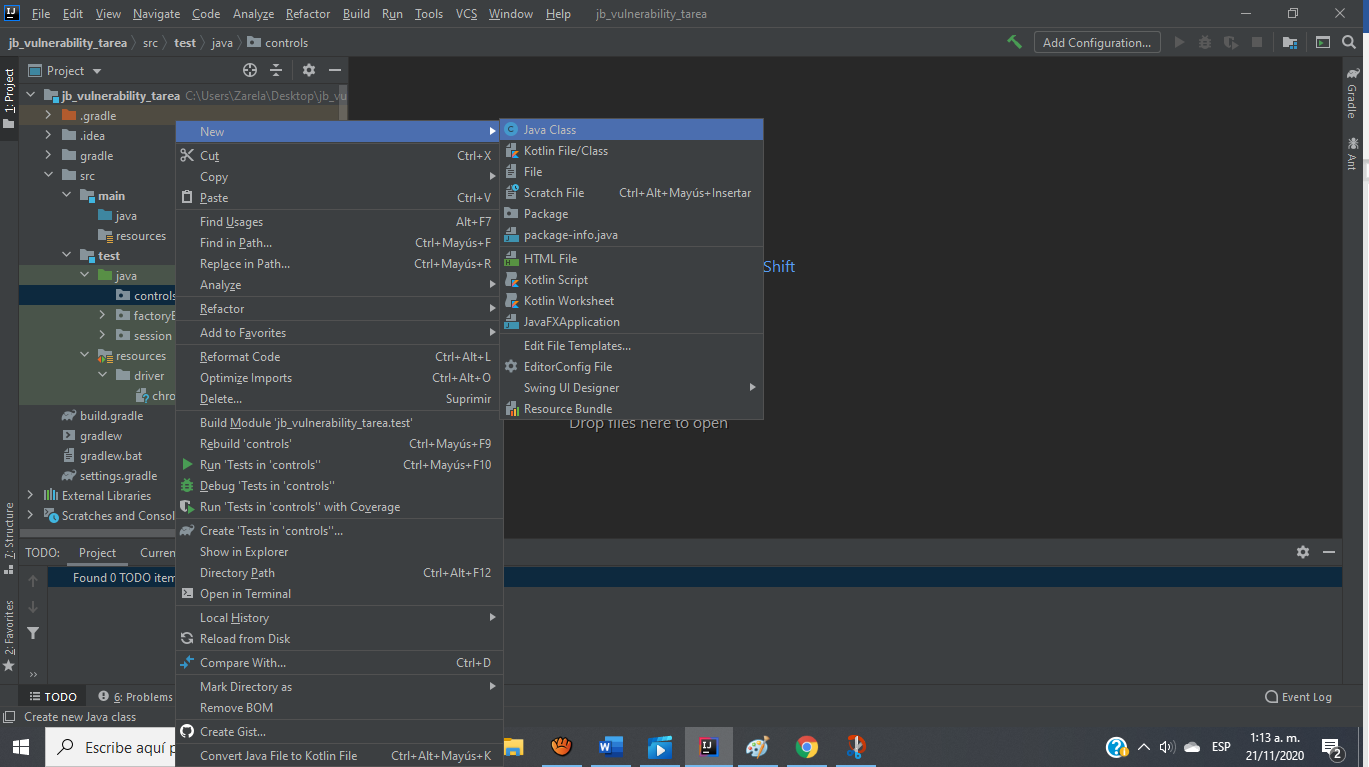 File Edit View Navigate Code Analyze Refactor Build Run Tools VCS Window Help jb_vulnerability_tarea
jb_vulnerability_tarea src test java controls Add Configuration...
1: Project
Project
jb_vulnerability_tarea C:\Users\Zarela\Desktop\jb_vu
.gradle
.idea
gradle
src
main
java
resources
test
java
controls
factoryB
session
resources
driver
chro
build.gradle
gradlew
gradlew.bat
settings.gradle
External Libraries
Scratches and Consol
New
Cut Ctrl+X
Copy
Paste Ctrl+V
Find Usages Alt+F7
Find in Path... Ctrl+Mayús+F
Replace in Path... Ctrl+Mayús+R
Analyze
Refactor
Add to Favorites
Reformat Code Ctrl+Alt+L
Optimize Imports Ctrl+Alt+O
Delete... Suprimir
Build Module 'jb_vulnerability_tarea.test'
Rebuild 'controls' Ctrl+Mayús+F9
Run 'Tests in 'controls'' Ctrl+Mayús+F10
Debug 'Tests in 'controls''
Run 'Tests in 'controls'' with Coverage
Create 'Tests in 'controls''...
Show in Explorer
Directory Path Ctrl+Alt+F12
Open in Terminal
Local History
Reload from Disk
Compare With... Ctrl+D
Mark Directory as
Remove BOM
Create Gist...
Convert Java File to Kotlin File Ctrl+Alt+Mayús+K
Java Class
Kotlin File/Class
File
Scratch File Ctrl+Alt+Mayús+Insertar
Package
package-info.java
HTML File
Kotlin Script
Kotlin Worksheet
JavaFXApplication
Edit File Templates...
EditorConfig File
Swing UI Designer
Resource Bundle
Shift
Drop files here to open
Gradle
Ant
7: Structure
2: Favorites
TODO: Project Curren
Found 0 TODO item
TODO 6: Problems
Event Log
Create new Java class
Escribe aquí p
ESP
1:13 a. m.
21/11/2020
2